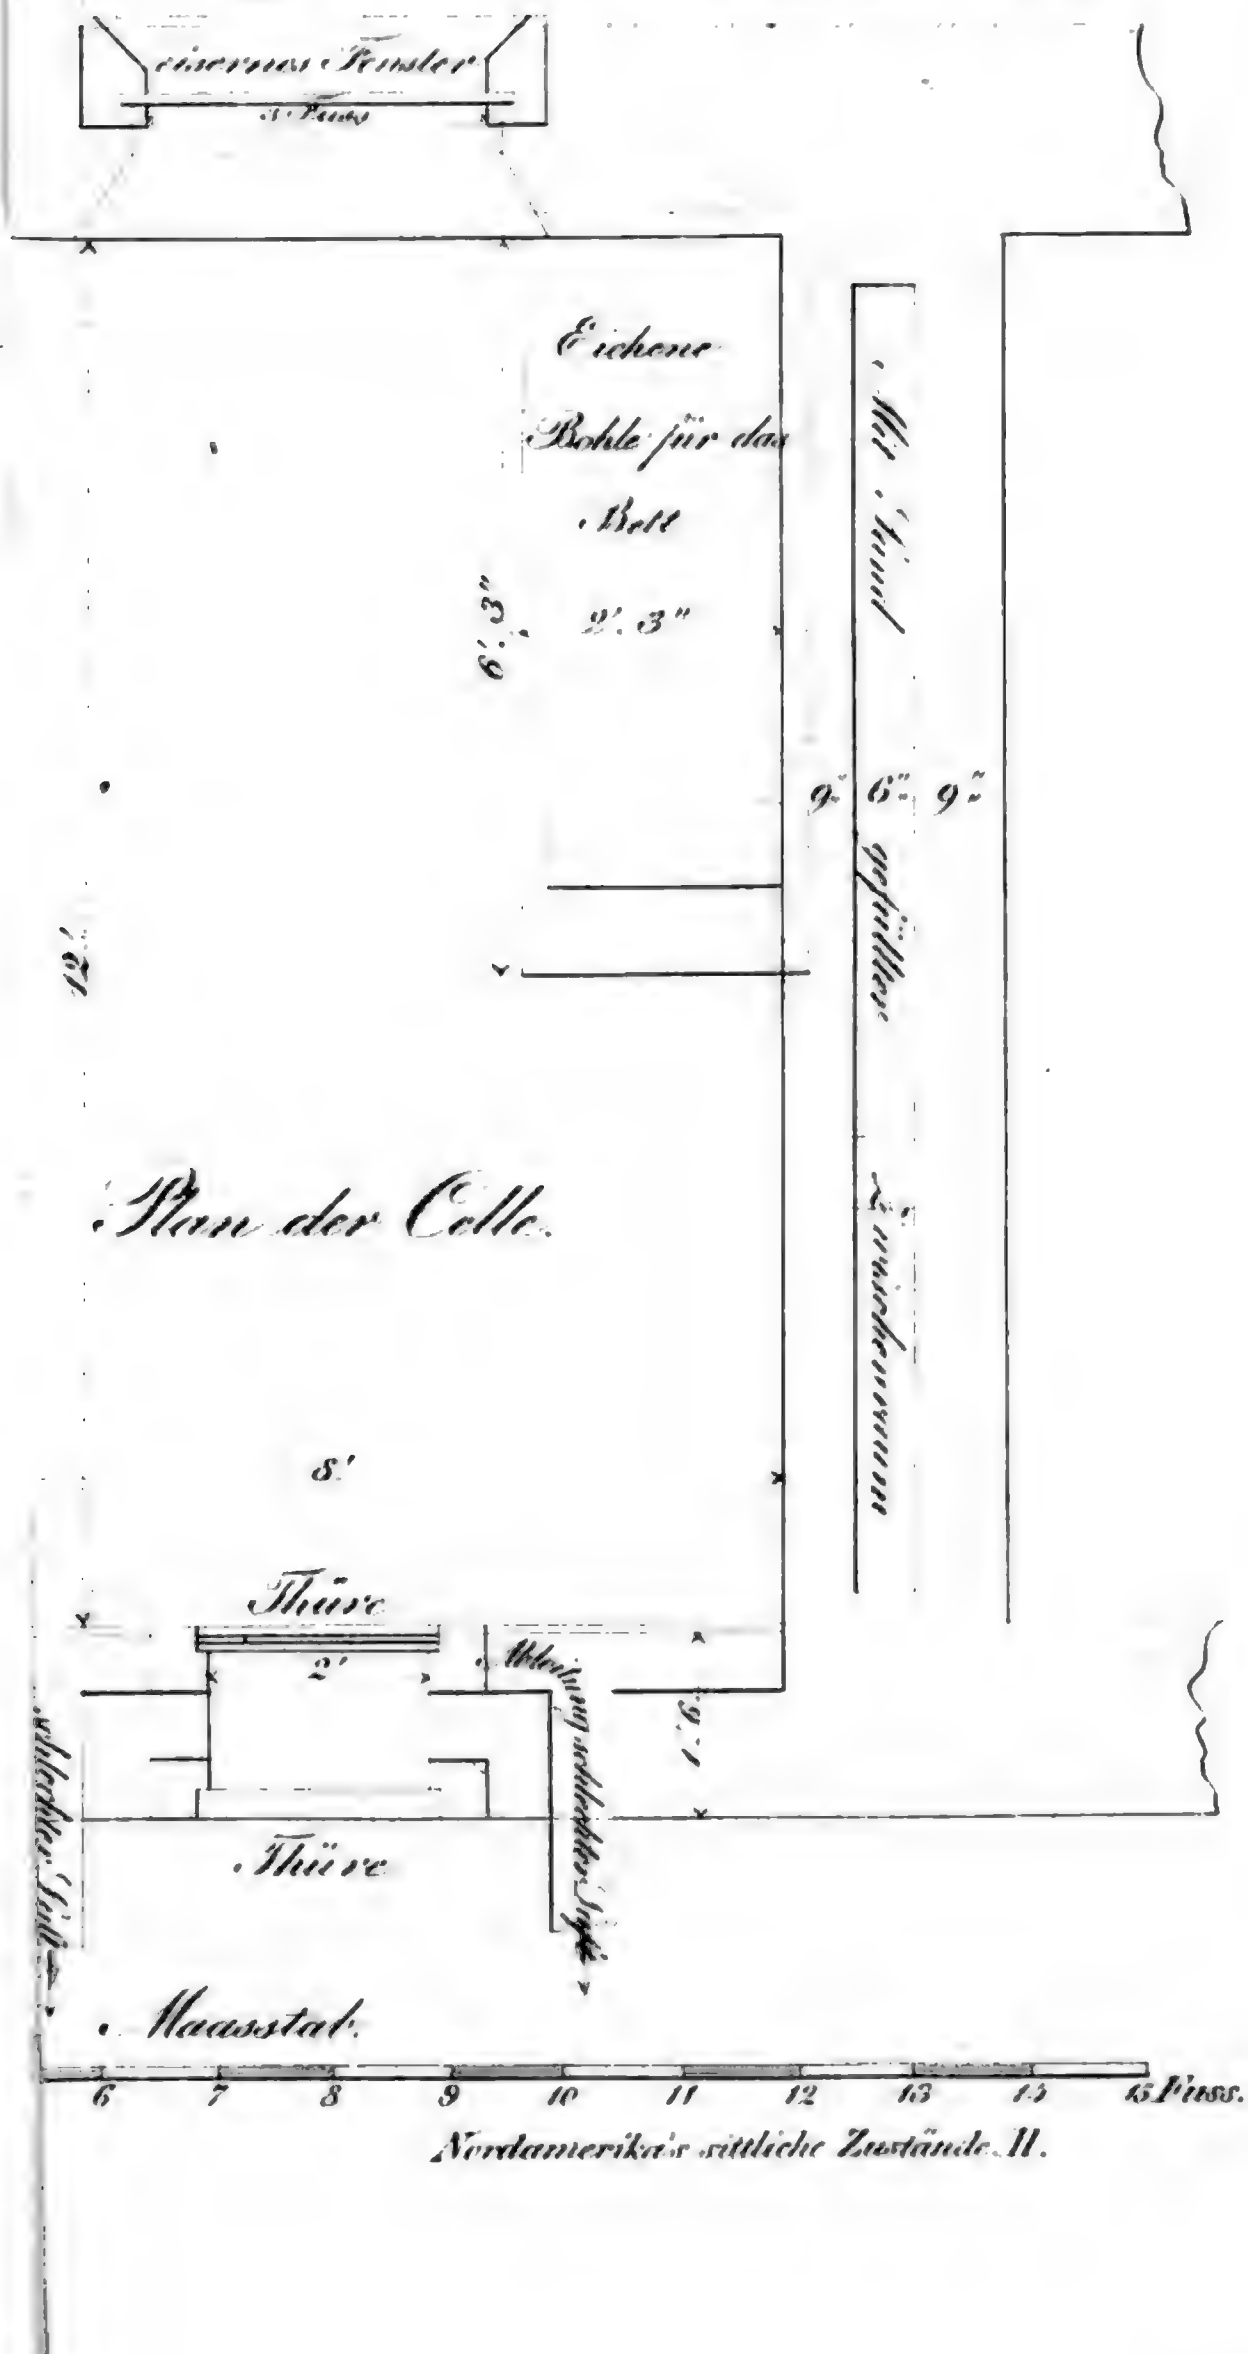 eisernes Fenster
3 Fuss
Eichene
Bohle für das
Bett
6'. 3"
2'. 3"
Mit Sand gefüllter Zwischenraum
9" 6" 9"
12'
Plan der Celle.
8'
Thüre
2'
Ableitung schlechter Luft
1'. 9"
schlechter Luft
Thüre
Maasstab.
6 7 8 9 10 11 12 13 14 15 Fuss.
Nordamerika's sittliche Zustände. II.